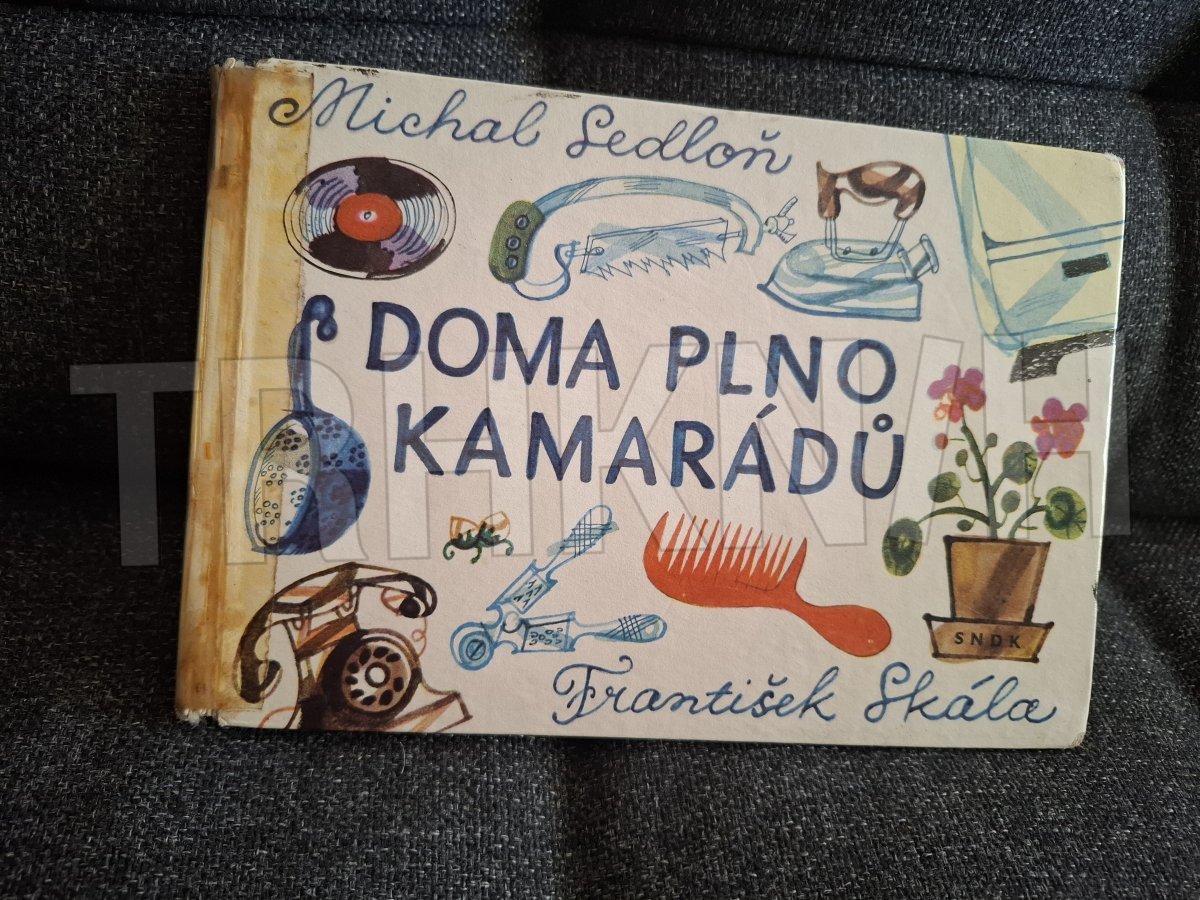 Michal Sedloň
DOMA PLNO
KAMARÁDŮ
SNDK
František Skála